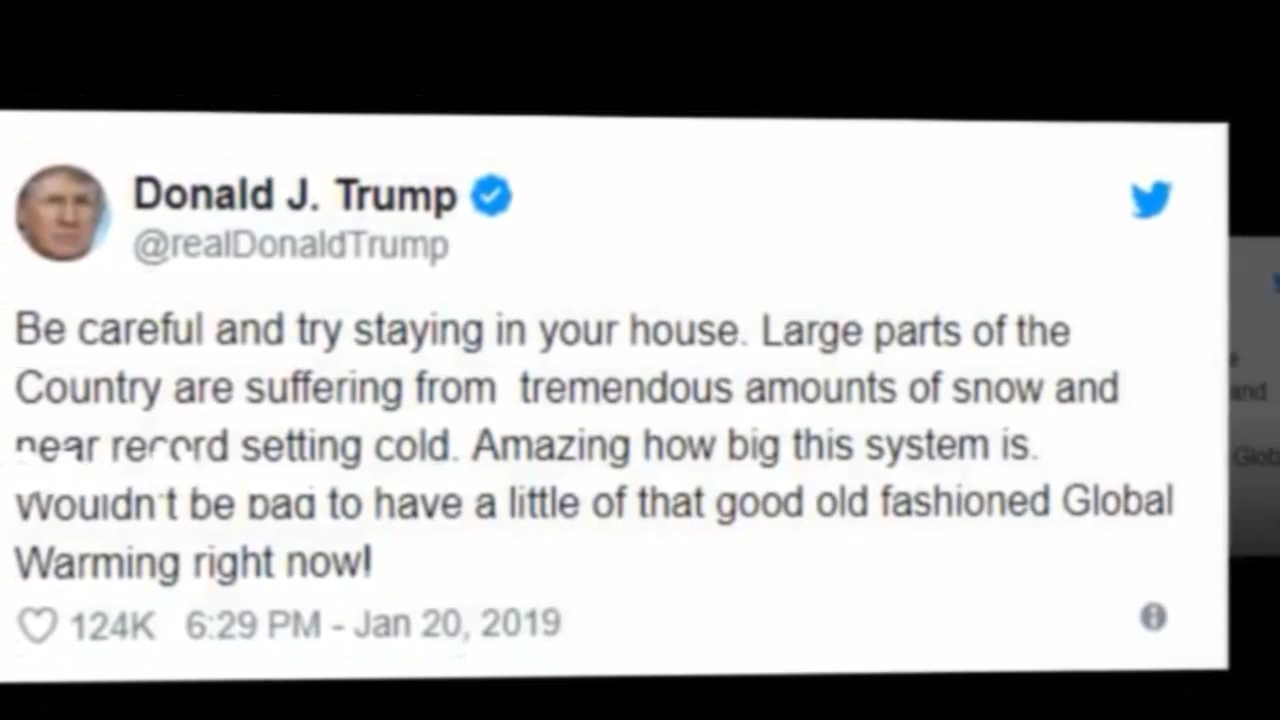 Donald J. Trump
@realDonaldTrump
Be careful and try staying in your house. Large parts of the
Country are suffering from tremendous amounts of snow and
near record setting cold. Amazing how big this system is.
Wouldn't be bad to have a little of that good old fashioned Global
Warming right now!
124K 6:29 PM - Jan 20, 2019
and